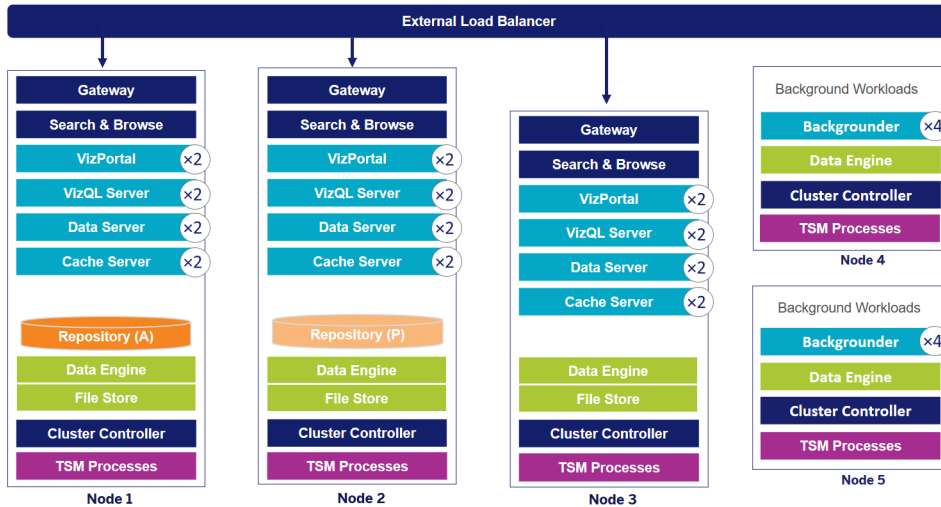 External Load Balancer
Gateway
Search & Browse
VizPortal ×2
VizQL Server ×2
Data Server ×2
Cache Server ×2
Repository (A)
Data Engine
File Store
Cluster Controller
TSM Processes
Node 1
Gateway
Search & Browse
VizPortal ×2
VizQL Server ×2
Data Server ×2
Cache Server ×2
Repository (P)
Data Engine
File Store
Cluster Controller
TSM Processes
Node 2
Gateway
Search & Browse
VizPortal ×2
VizQL Server ×2
Data Server ×2
Cache Server ×2
Data Engine
File Store
Cluster Controller
TSM Processes
Node 3
Background Workloads
Backgrounder ×4
Data Engine
Cluster Controller
TSM Processes
Node 4
Background Workloads
Backgrounder ×4
Data Engine
Cluster Controller
TSM Processes
Node 5